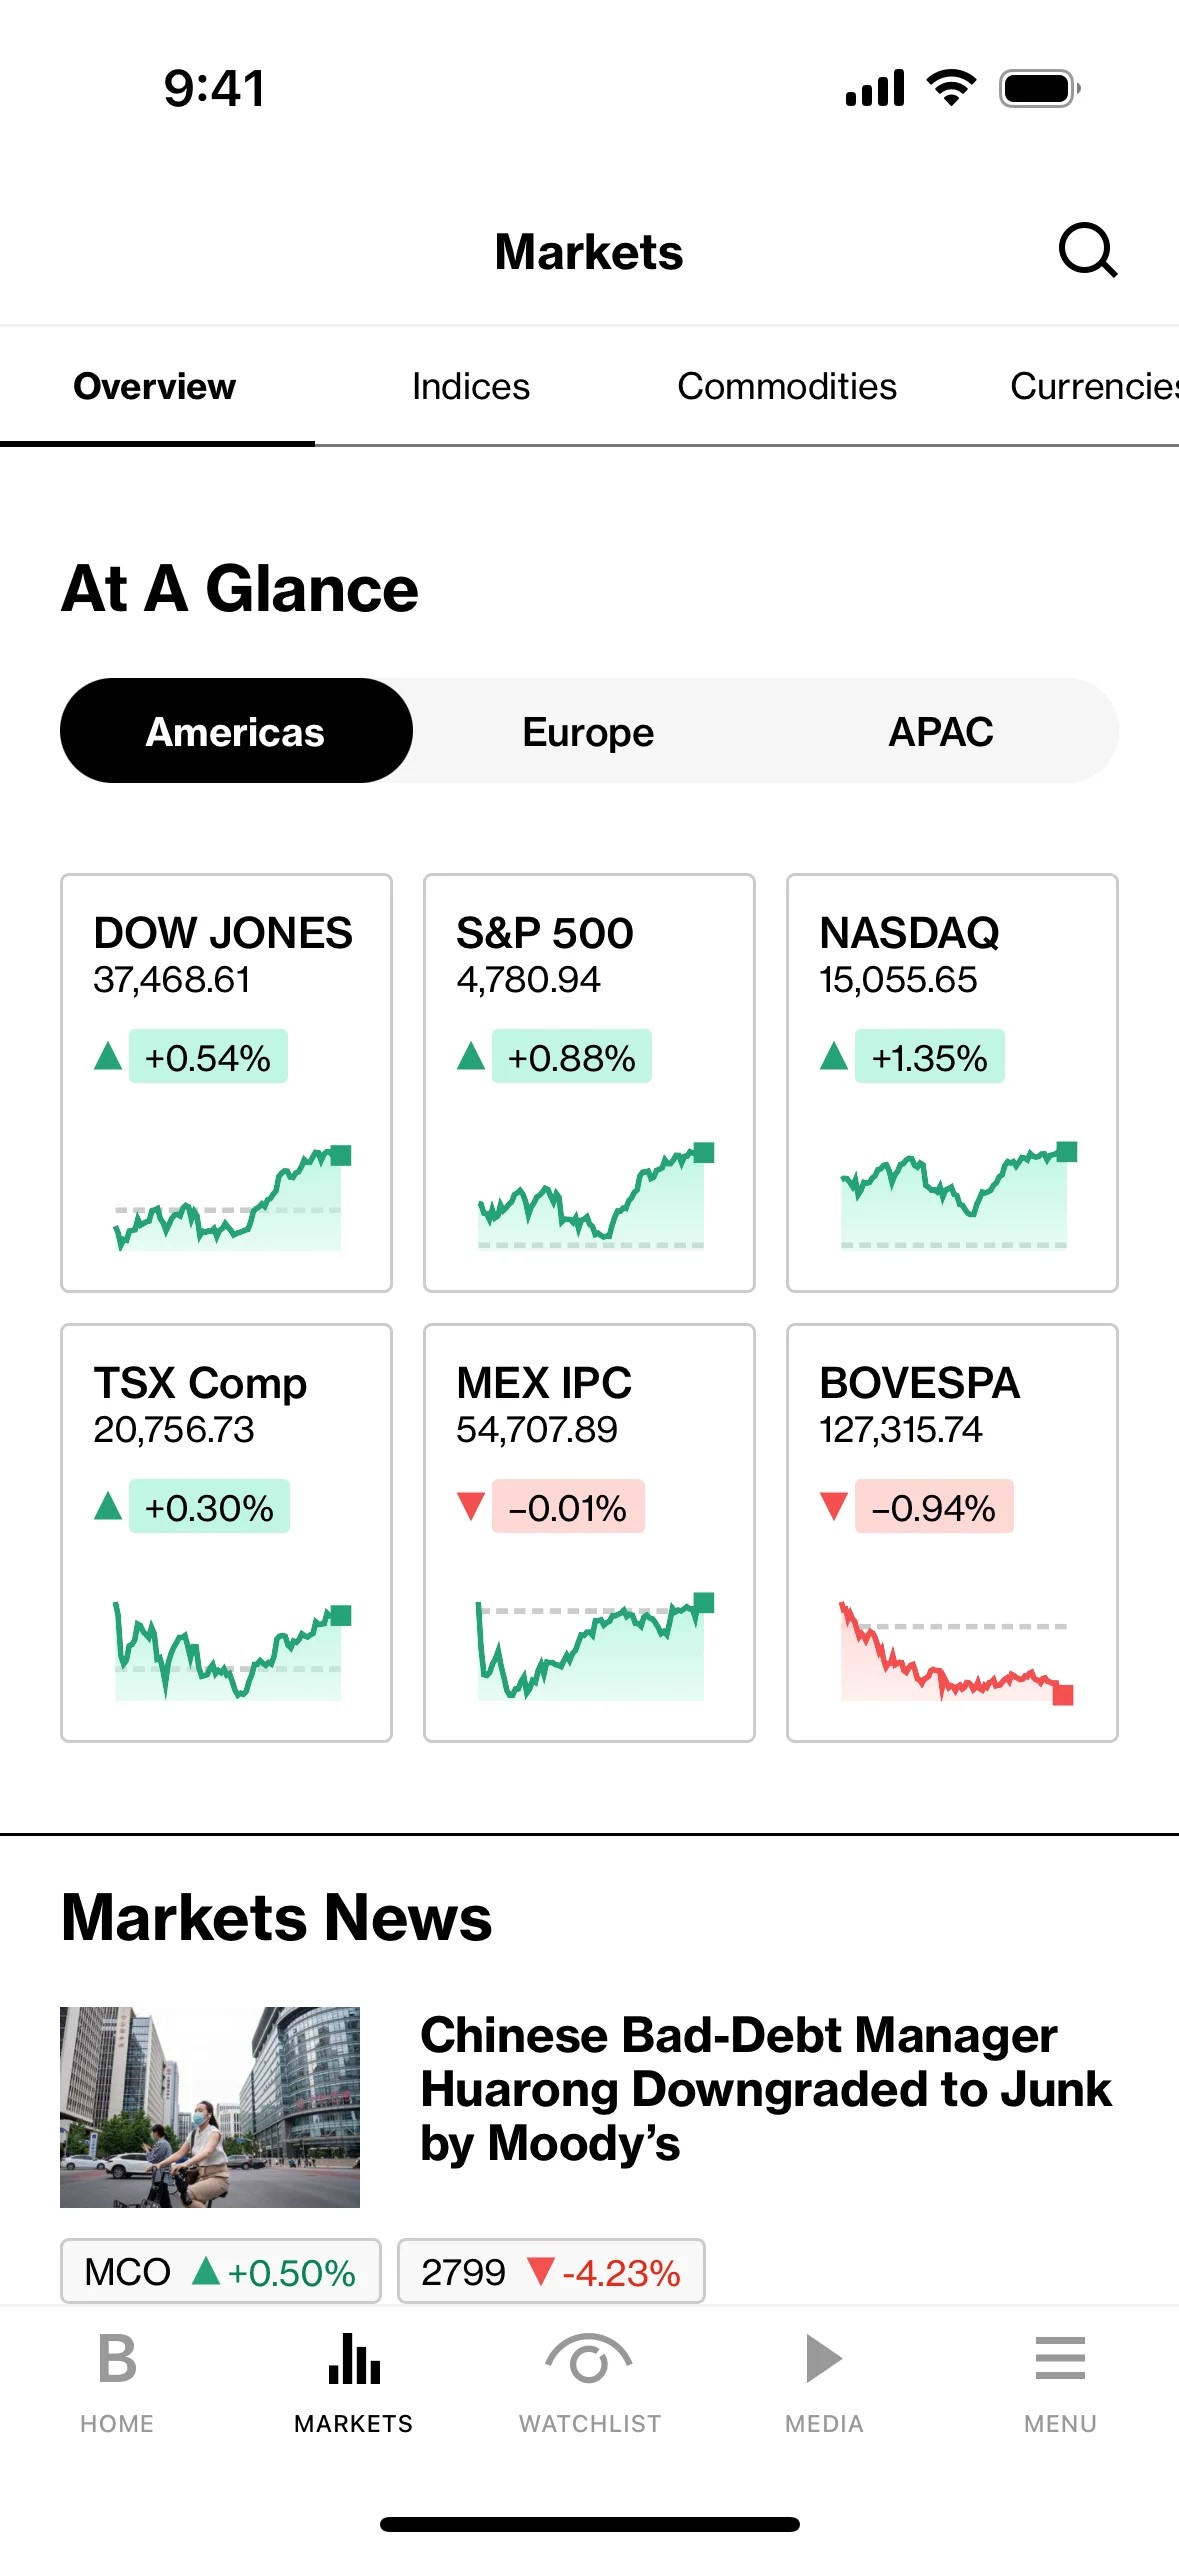 9:41
Markets
Overview Indices Commodities Currencies
At A Glance
Americas Europe APAC
DOW JONES
37,468.61
+0.54%
S&P 500
4,780.94
+0.88%
NASDAQ
15,055.65
+1.35%
TSX Comp
20,756.73
+0.30%
MEX IPC
54,707.89
–0.01%
BOVESPA
127,315.74
–0.94%
Markets News
Chinese Bad-Debt Manager
Huarong Downgraded to Junk
by Moody’s
MCO +0.50% 2799 -4.23%
B
HOME MARKETS WATCHLIST MEDIA MENU